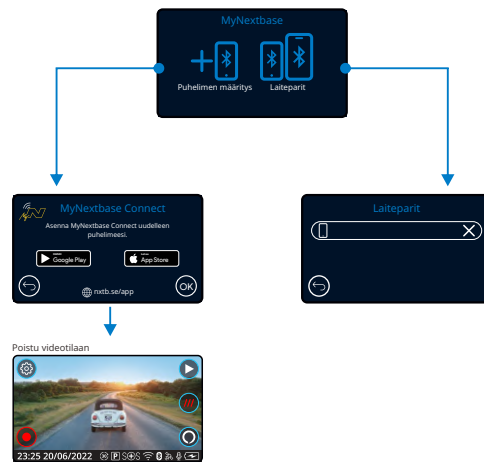 MyNextbase
Puhelimen määritys
Laiteparit
MyNextbase Connect
Asenna MyNextbase Connect uudelleen
puhelimeesi.
Google Play
App Store
nxtb.se/app
OK
Laiteparit
Poistu videotilaan
23:25 20/06/2022
P
SOS